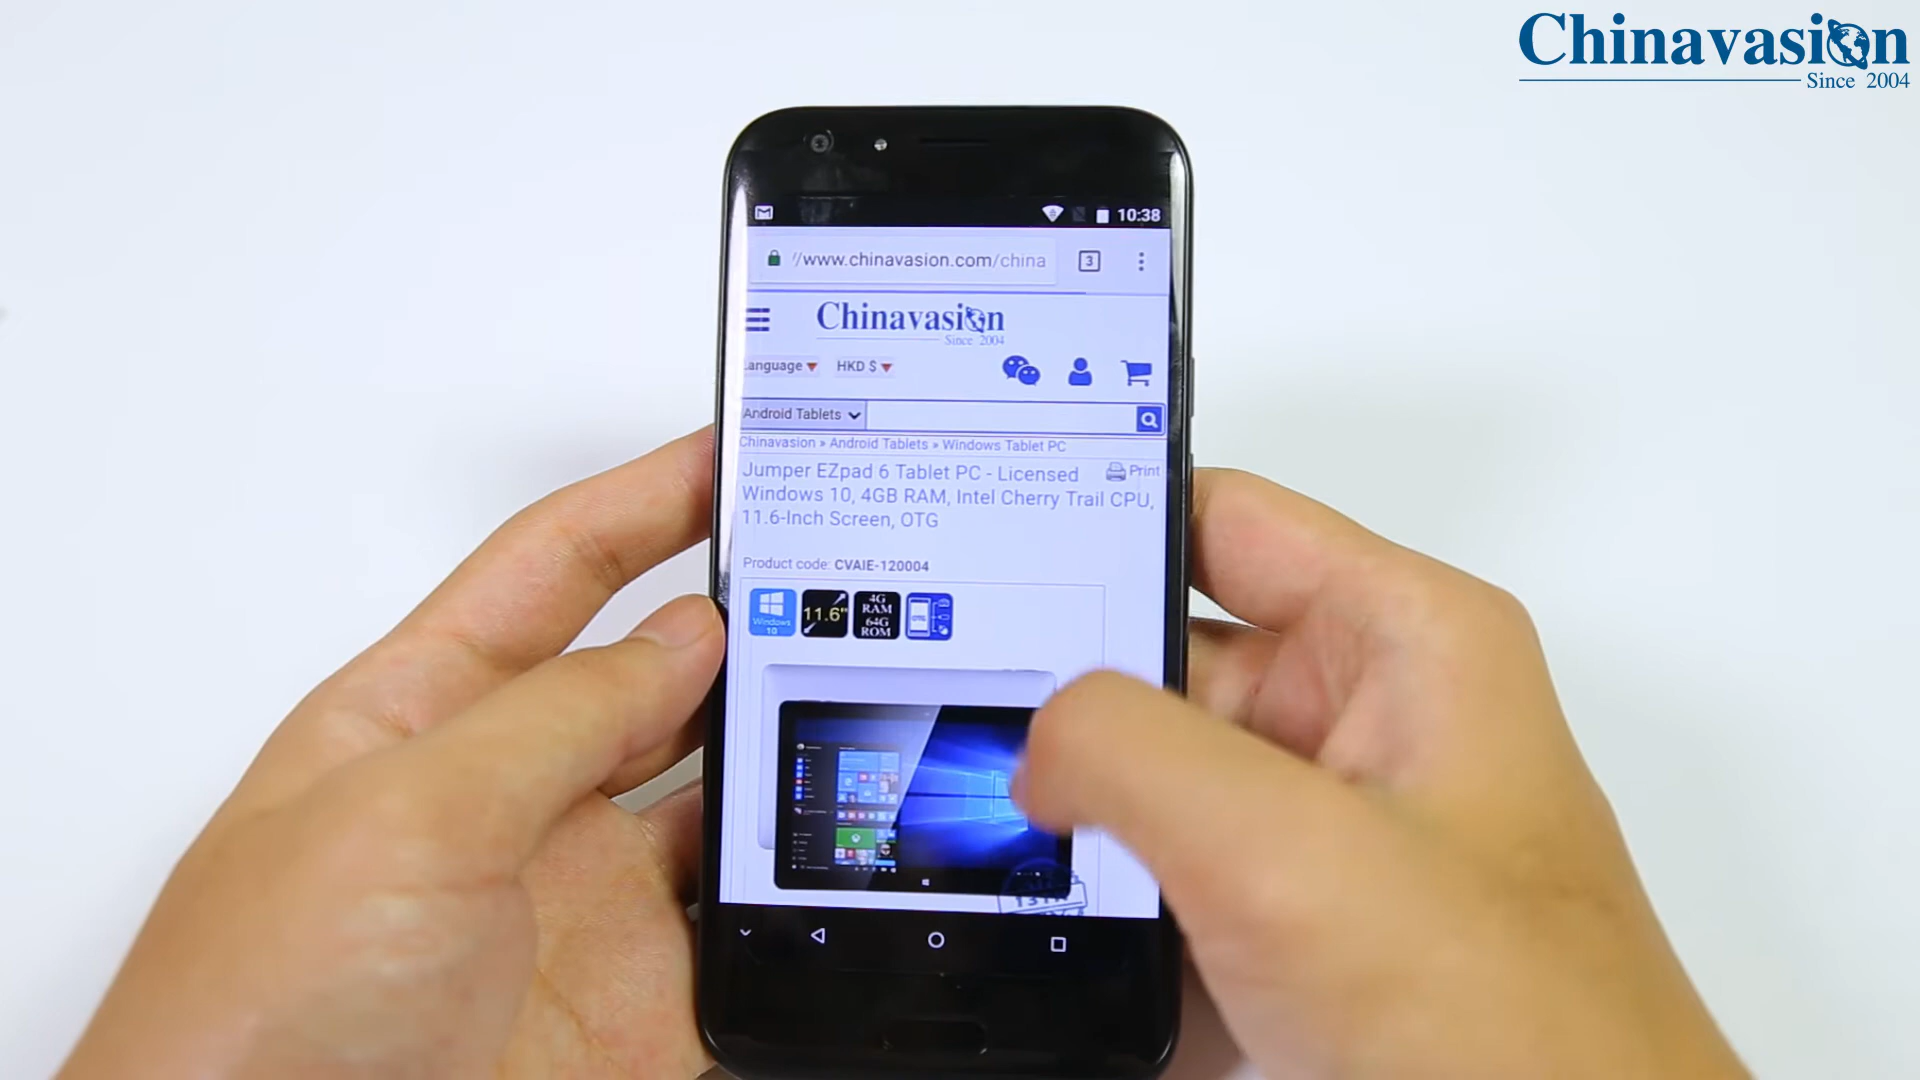 Chinavasion
Since 2004
10:38
//www.chinavasion.com/china
3
Chinavasion
Since 2004
anguage HKD $
Android Tablets
Chinavasion » Android Tablets » Windows Tablet PC
Jumper EZpad 6 Tablet PC - Licensed
Windows 10, 4GB RAM, Intel Cherry Trail CPU,
11.6-Inch Screen, OTG
Print
Product code: CVAIE-120004
Windows
10
11.6"
4G
RAM
64G
ROM
OTG